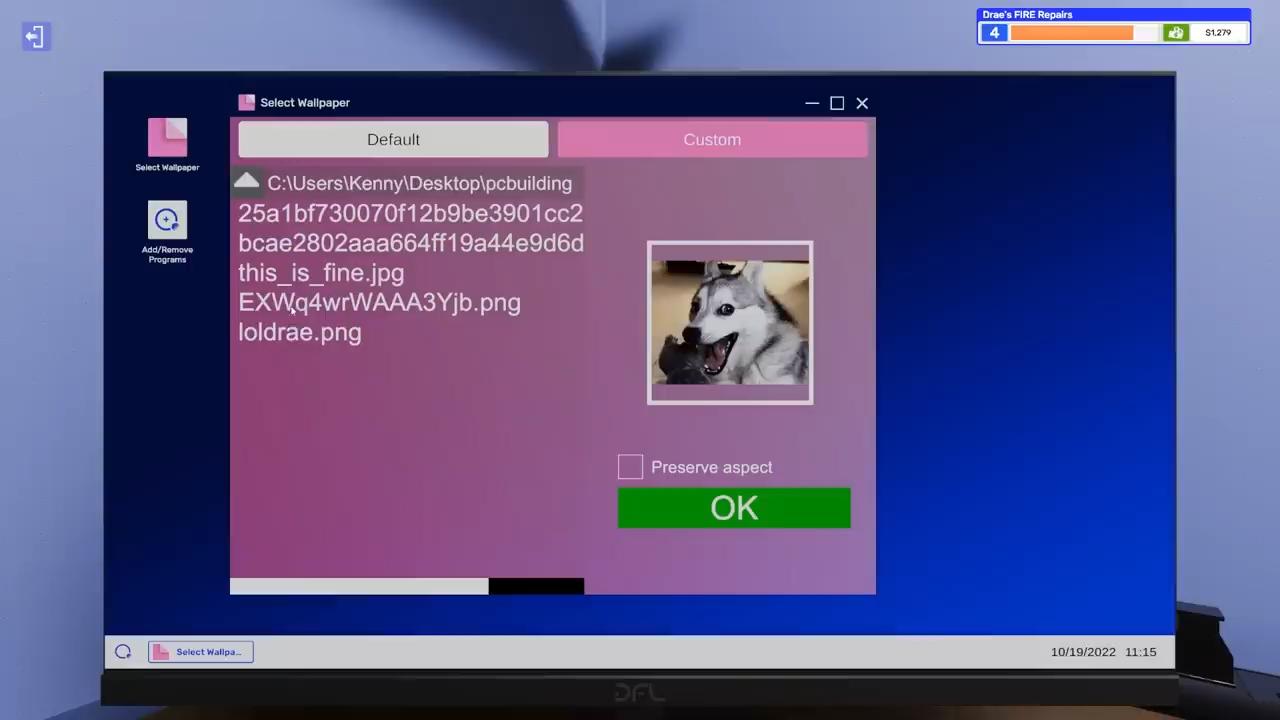 Drae's FIRE Repairs
4
$1,279
Select Wallpaper
Default
Custom
Select Wallpaper
C:\Users\Kenny\Desktop\pcbuilding
25a1bf730070f12b9be3901cc2
bcae2802aaa664ff19a44e9d6d
this_is_fine.jpg
EXWq4wrWAAA3Yjb.png
loldrae.png
Add/Remove
Programs
Preserve aspect
OK
Select Wallpa...
10/19/2022 11:15
DFL